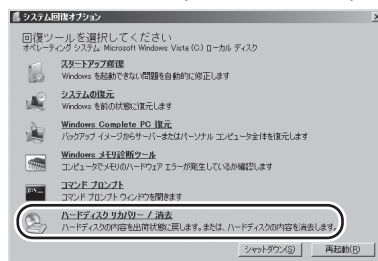 システム回復オプション
回復ツールを選択してください
オペレーティング システム: Microsoft Windows Vista (C:) ローカル ディスク
スタートアップ修復
Windows を起動できない問題を自動的に修正します
システムの復元
Windows を前の状態に復元します
Windows Complete PC 復元
バックアップ イメージからサーバーまたはパーソナル コンピュータ全体を復元します
Windows メモリ診断ツール
コンピュータでメモリのハードウェア エラーが発生しているか確認します
コマンド プロンプト
コマンド プロンプト ウィンドウを開きます
ハードディスク リカバリー / 消去
ハードディスクの内容を出荷状態に戻します。または、ハードディスクの内容を消去します。
シャットダウン(S) 再起動(R)